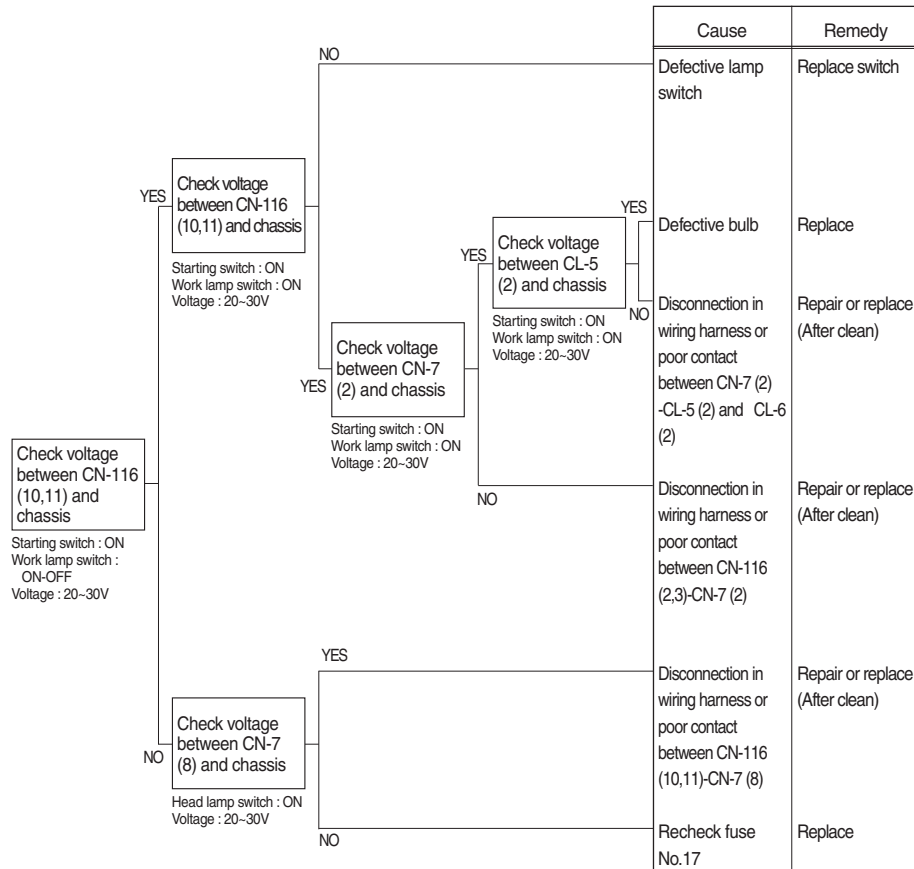 Cause
Remedy
NO
Defective lamp
switch
Replace switch
YES
Check voltage
between CN-116
(10,11) and chassis
Starting switch : ON
Work lamp switch : ON
Voltage : 20~30V
YES
Check voltage
between CL-5
(2) and chassis
Starting switch : ON
Work lamp switch : ON
Voltage : 20~30V
YES
Defective bulb
Replace
NO
Disconnection in
wiring harness or
poor contact
between CN-7 (2)
-CL-5 (2) and CL-6
(2)
Repair or replace
(After clean)
YES
Check voltage
between CN-7
(2) and chassis
Starting switch : ON
Work lamp switch : ON
Voltage : 20~30V
NO
Disconnection in
wiring harness or
poor contact
between CN-116
(2,3)-CN-7 (2)
Repair or replace
(After clean)
Check voltage
between CN-116
(10,11) and
chassis
Starting switch : ON
Work lamp switch :
ON-OFF
Voltage : 20~30V
YES
Disconnection in
wiring harness or
poor contact
between CN-116
(10,11)-CN-7 (8)
Repair or replace
(After clean)
NO
Check voltage
between CN-7
(8) and chassis
Head lamp switch : ON
Voltage : 20~30V
NO
Recheck fuse
No.17
Replace